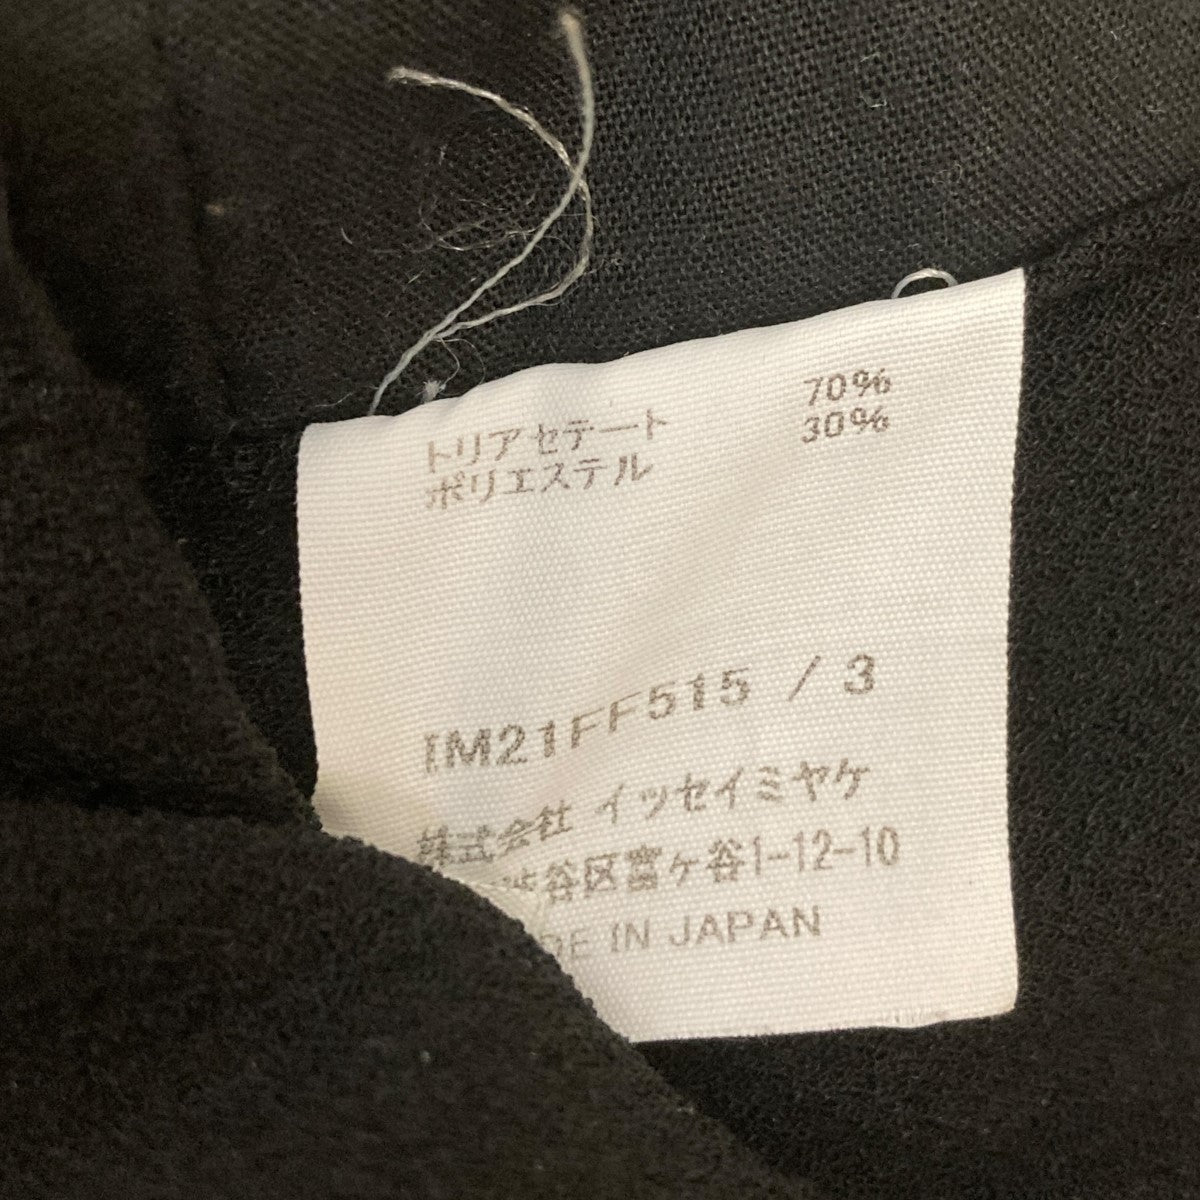 トリアセテート 70%
ポリエステル 30%
IM21FF515 / 3
株式会社 イッセイミヤケ
渋谷区富ヶ谷1-12-10
MADE IN JAPAN